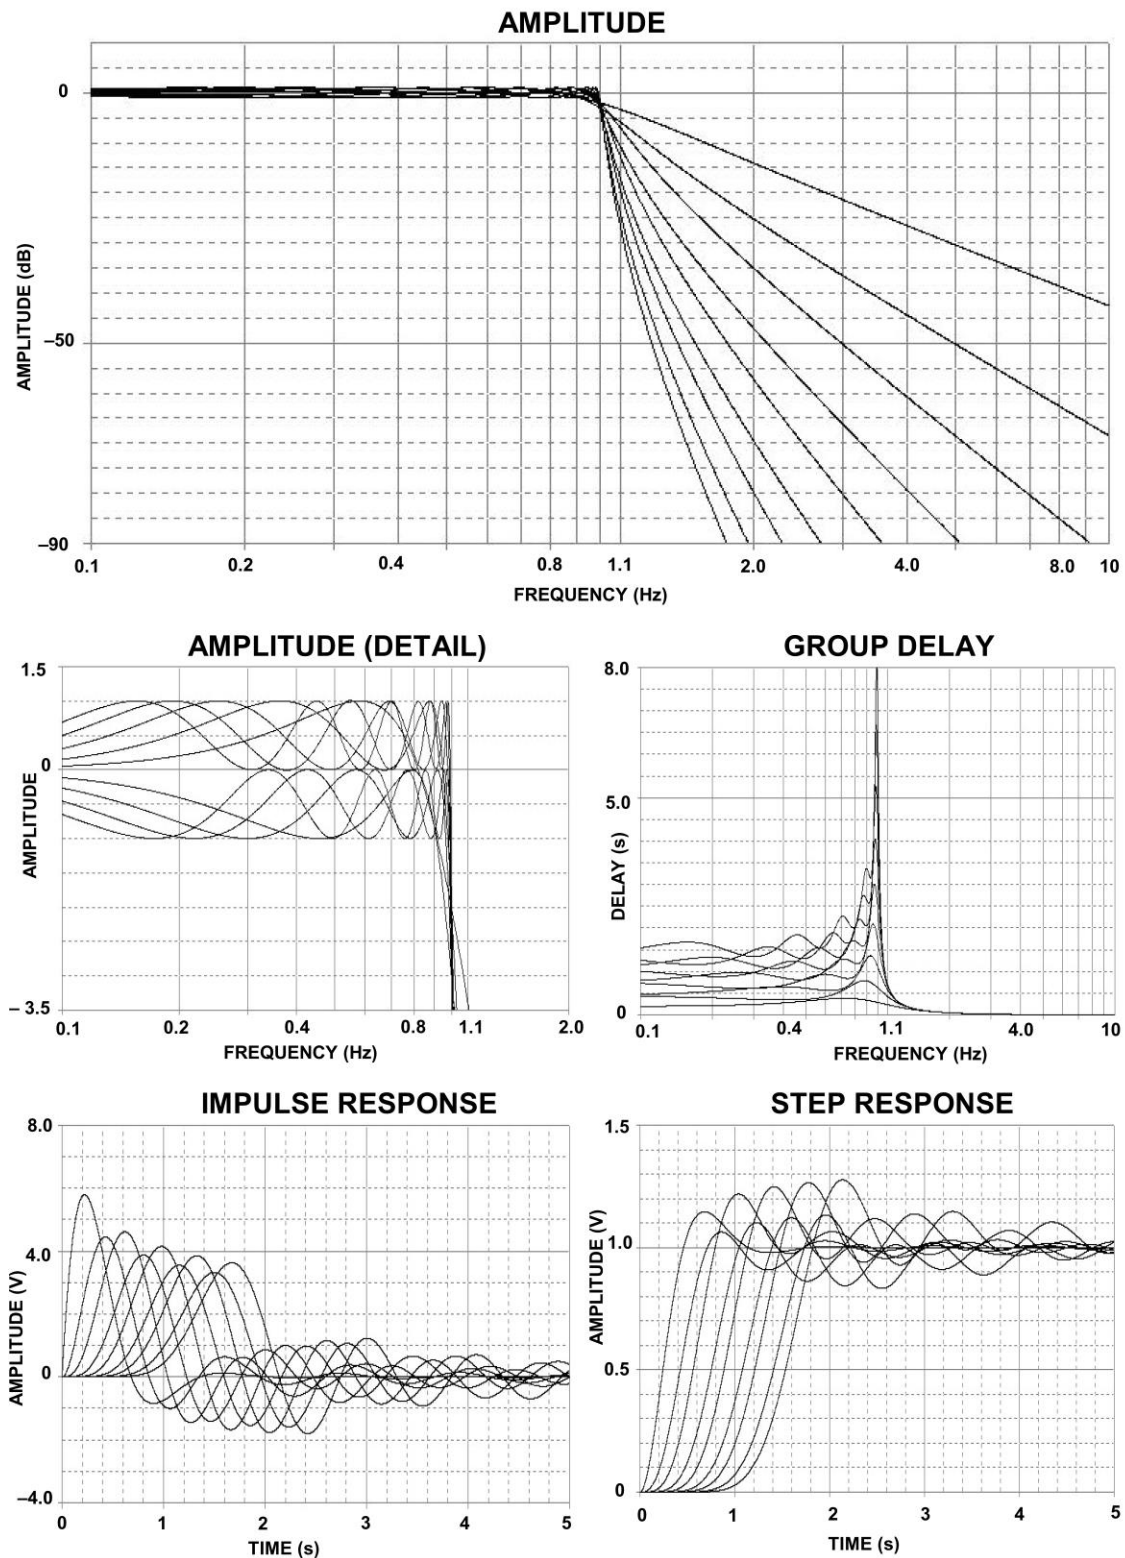 AMPLITUDE
AMPLITUDE (dB)
0
–50
–90
0.1 0.2 0.4 0.8 1.1 2.0 4.0 8.0 10
FREQUENCY (Hz)
AMPLITUDE (DETAIL)
AMPLITUDE
1.5
0
– 3.5
0.1 0.2 0.4 0.8 1.1 2.0
FREQUENCY (Hz)
GROUP DELAY
DELAY (s)
8.0
5.0
0
0.1 0.4 1.1 4.0 10
FREQUENCY (Hz)
IMPULSE RESPONSE
AMPLITUDE (V)
8.0
4.0
0
–4.0
0 1 2 3 4 5
TIME (s)
STEP RESPONSE
AMPLITUDE (V)
1.5
1.0
0.5
0
0 1 2 3 4 5
TIME (s)